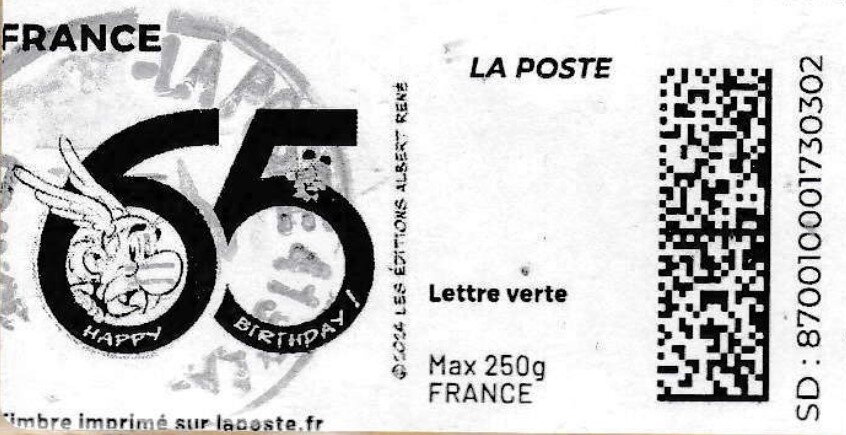 FRANCE
LA POSTE
65
HAPPY
BIRTHDAY !
©2024 LES ÉDITIONS ALBERT RENÉ
Lettre verte
Max 250g
FRANCE
SD : 8700100001730302
Timbre imprimé sur laposte.fr